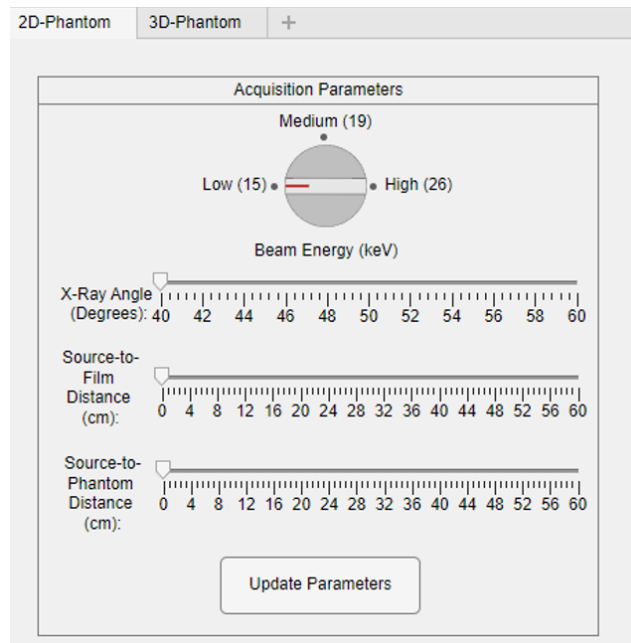 2D-Phantom 3D-Phantom +
Acquisition Parameters
Medium (19)
Low (15) High (26)
Beam Energy (keV)
X-Ray Angle
(Degrees):
40 42 44 46 48 50 52 54 56 58 60
Source-to-
Film
Distance
(cm):
0 4 8 12 16 20 24 28 32 36 40 44 48 52 56 60
Source-to-
Phantom
Distance
(cm):
0 4 8 12 16 20 24 28 32 36 40 44 48 52 56 60
Update Parameters